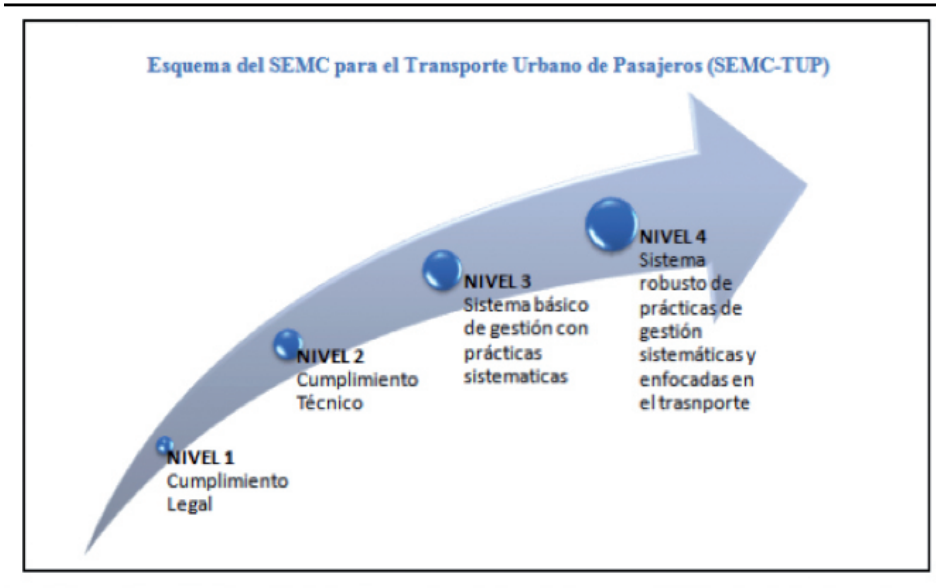 Esquema del SEMC para el Transporte Urbano de Pasajeros (SEMC-TUP)
NIVEL 1
Cumplimiento
Legal
NIVEL 2
Cumplimiento
Técnico
NIVEL 3
Sistema básico
de gestión con
prácticas
sistematicas
NIVEL 4
Sistema
robusto de
prácticas de
gestión
sistemáticas y
enfocadas en
el trasnporte